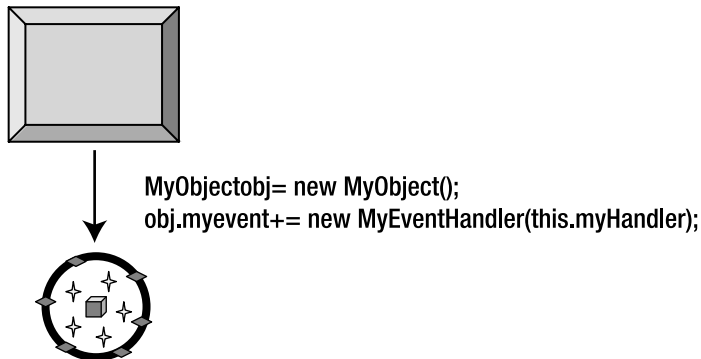 MyObjectobj= new MyObject();
obj.myevent+= new MyEventHandler(this.myHandler);